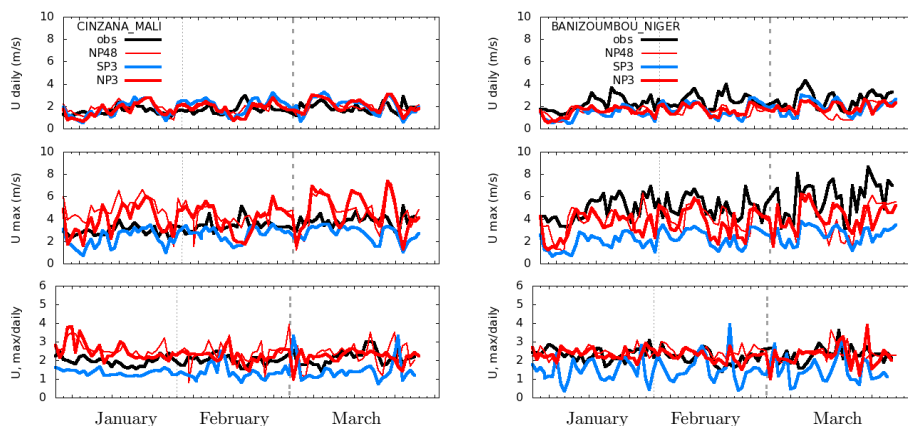 CINZANA_MALI
obs
NP48
SP3
NP3
U daily (m/s)
10
8
6
4
2
0
BANIZOUMBOU_NIGER
obs
NP48
SP3
NP3
U daily (m/s)
10
8
6
4
2
0
U max (m/s)
10
8
6
4
2
0
U max (m/s)
10
8
6
4
2
0
U, max/daily
6
5
4
3
2
1
0
U, max/daily
6
5
4
3
2
1
0
January February March
January February March